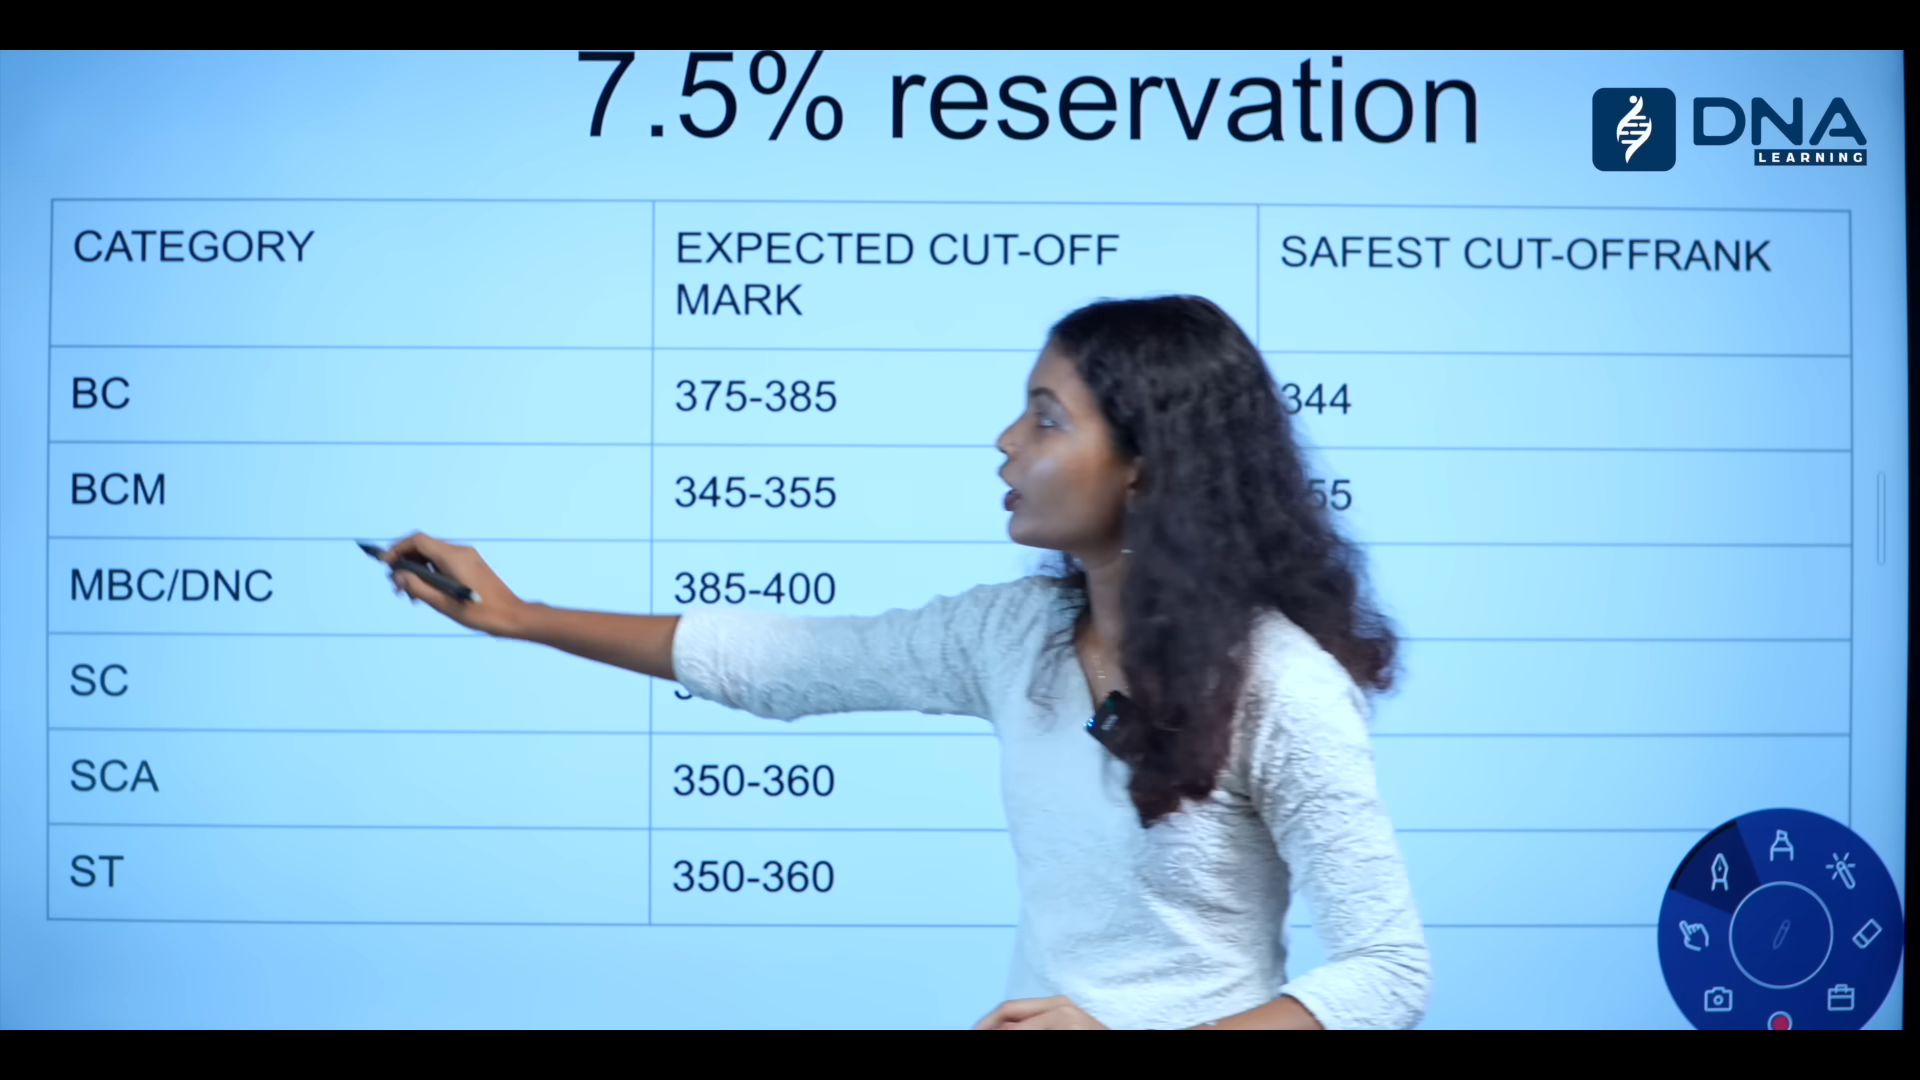 7.5% reservation
DNA
LEARNING
CATEGORY
EXPECTED CUT-OFF
MARK
SAFEST CUT-OFFRANK
BC
375-385
344
BCM
345-355
MBC/DNC
385-400
SC
SCA
350-360
ST
350-360